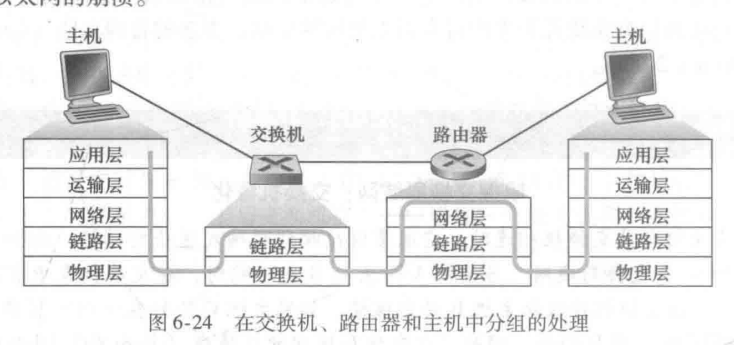 以太网的崩溃。
主机
主机
交换机
路由器
应用层
运输层
网络层
链路层
物理层
链路层
物理层
网络层
链路层
物理层
应用层
运输层
网络层
链路层
物理层
图 6-24 在交换机、路由器和主机中分组的处理